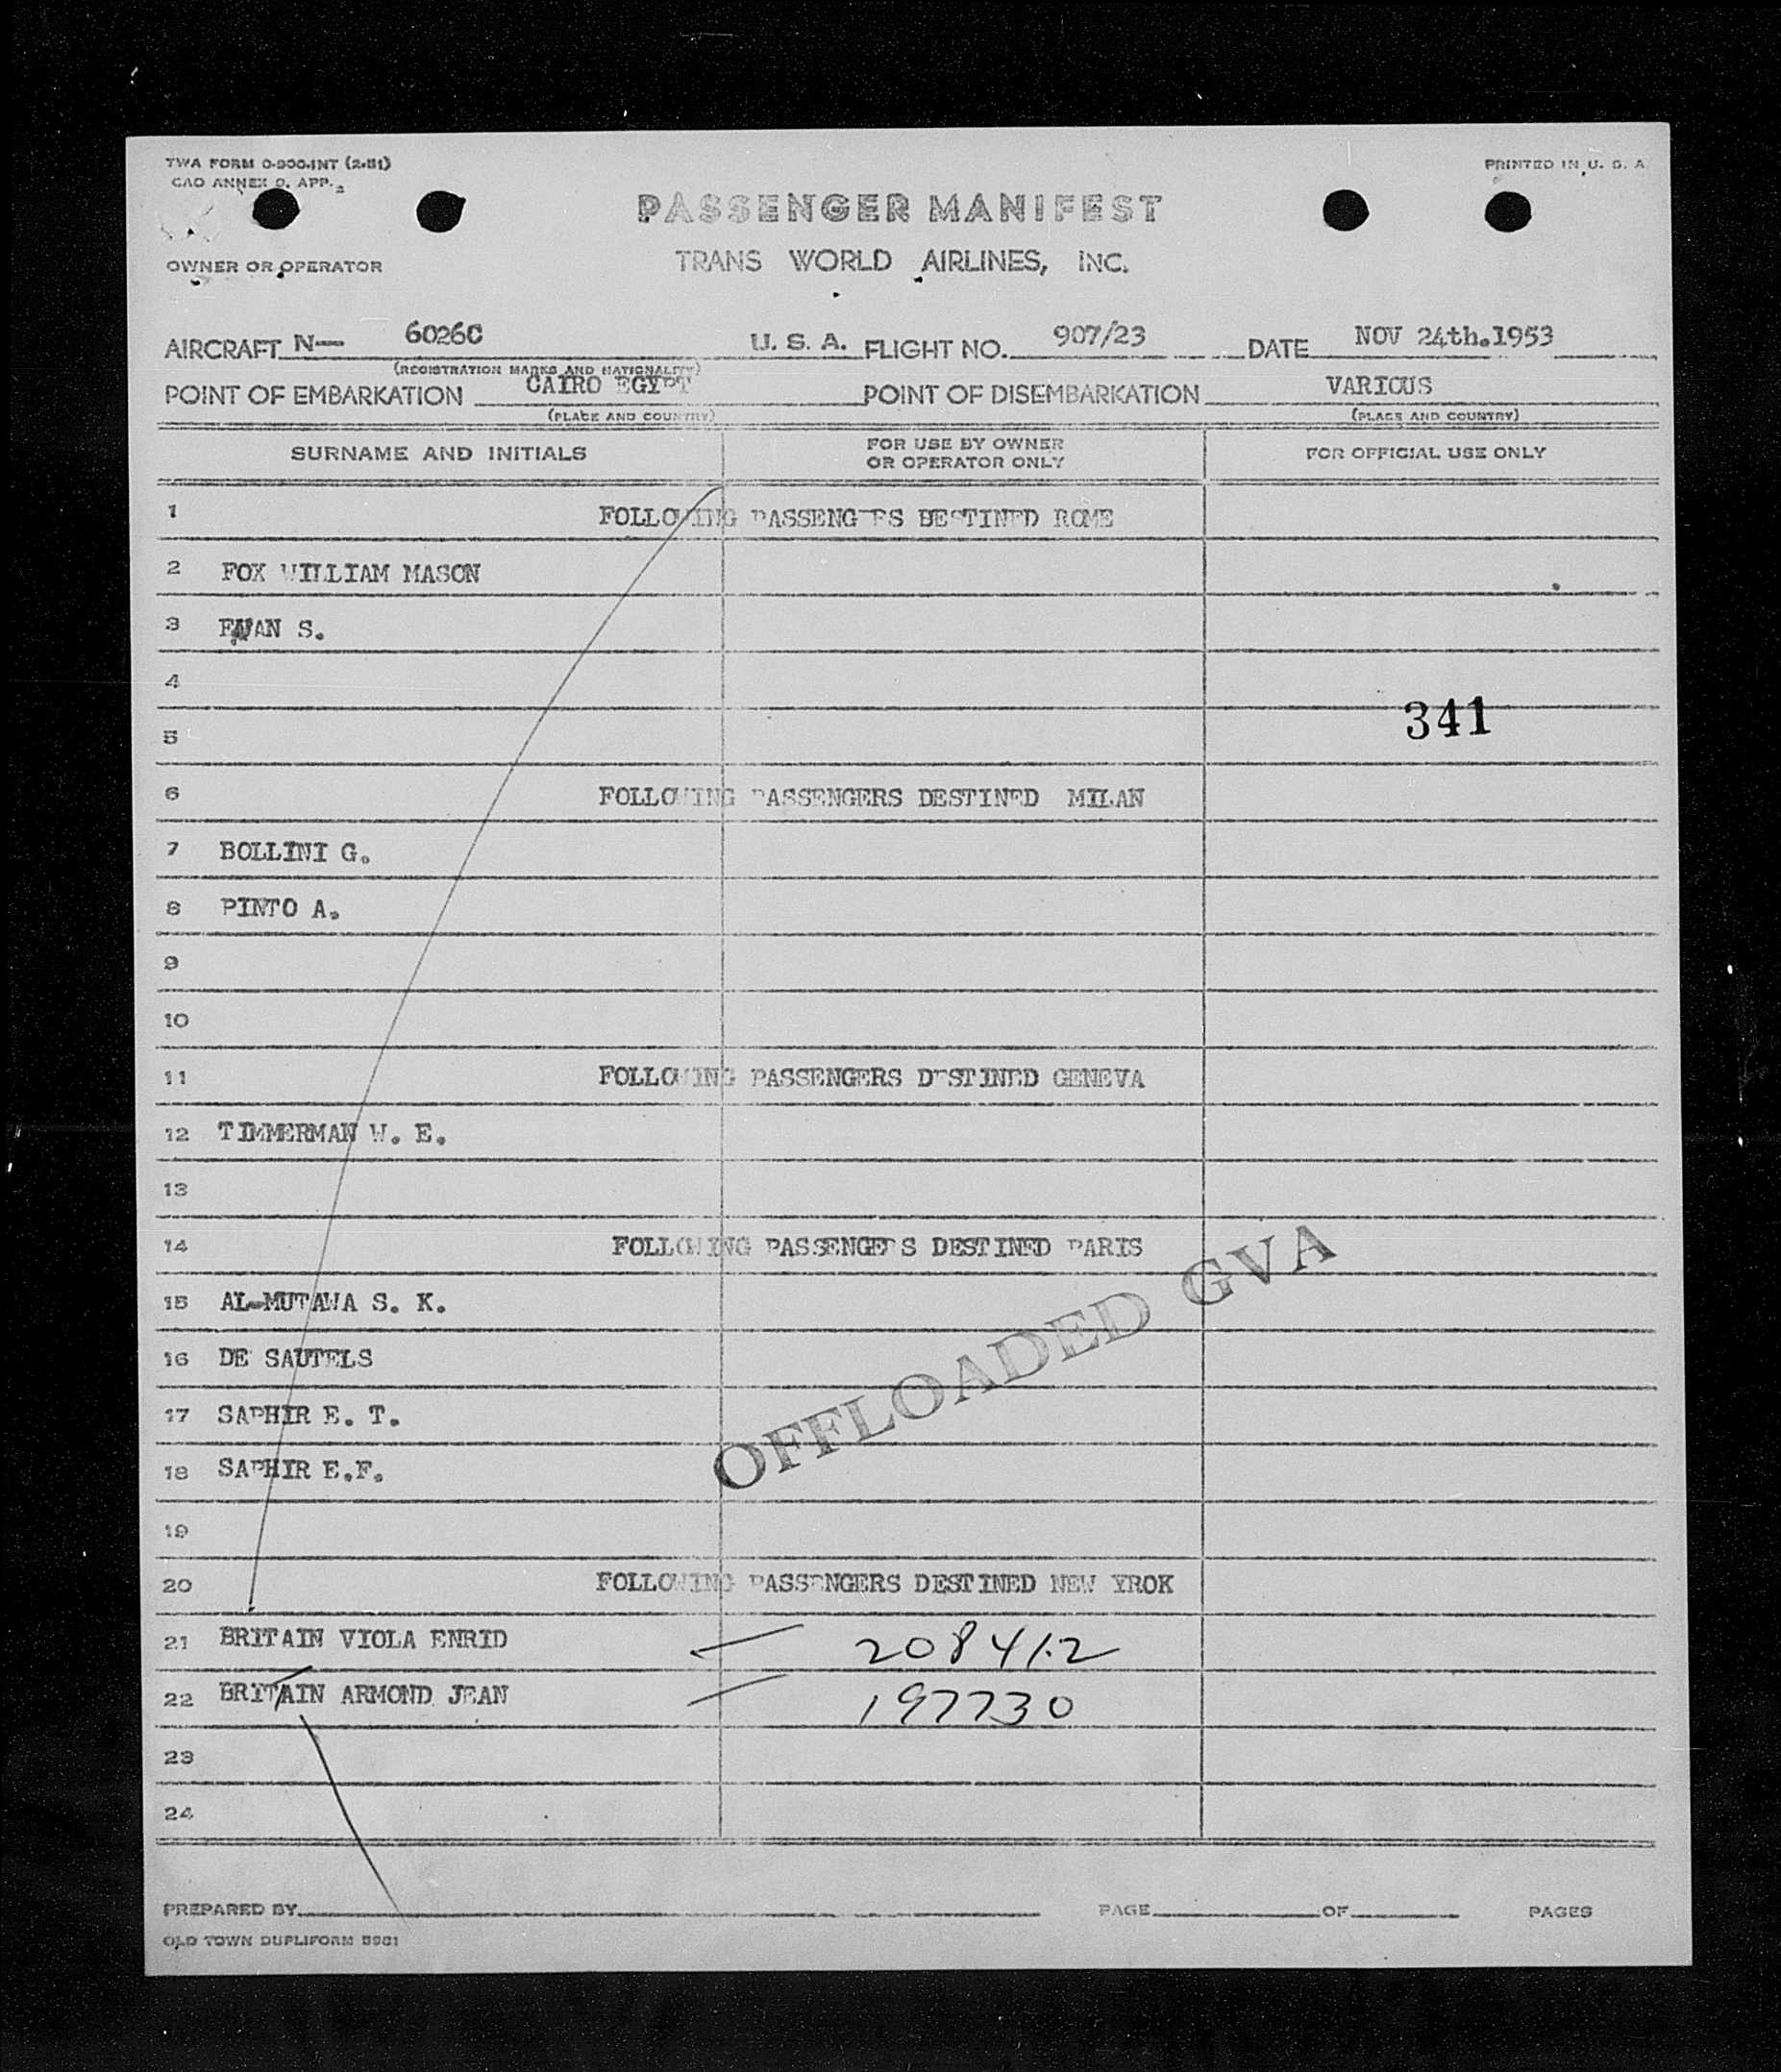 TWA FORM O-900-INT (2-51)
CAO ANNEX 9, APP. 2
PRINTED IN U. S. A.
PASSENGER MANIFEST
TRANS WORLD AIRLINES, INC.
OWNER OR OPERATOR
AIRCRAFT N— 6026C U. S. A. FLIGHT NO. 907/23 DATE NOV 24th.1953
(REGISTRATION MARKS AND NATIONALITY)
POINT OF EMBARKATION CAIRO EGYPT POINT OF DISEMBARKATION VARIOUS
(PLACE AND COUNTRY) (PLACE AND COUNTRY)
SURNAME AND INITIALS FOR USE BY OWNER OR OPERATOR ONLY FOR OFFICIAL USE ONLY
1 FOLLOWING PASSENGERS DESTINED ROME
2 FOX WILLIAM MASON
3 S.
4
341
5
6 FOLLOWING PASSENGERS DESTINED MILAN
7 BOLLINI G.
8 PINTO A.
9
10
11 FOLLOWING PASSENGERS DESTINED GENEVA
12 TIMMERMAN W. E.
13
14 FOLLOWING PASSENGERS DESTINED PARIS
15 AL-MUTAWA S. K.
16 DE SAUTELS
17 SAPHIR E. T.
18 SAPHIR E.F.
OFFLOADED GVA
19
20 FOLLOWING PASSENGERS DESTINED NEW YROK
21 BRITAIN VIOLA ENRID 208412
22 BRITAIN ARMOND JEAN 197730
23
24
PREPARED BY PAGE OF PAGES
OLD TOWN DUPLIFORM 5981